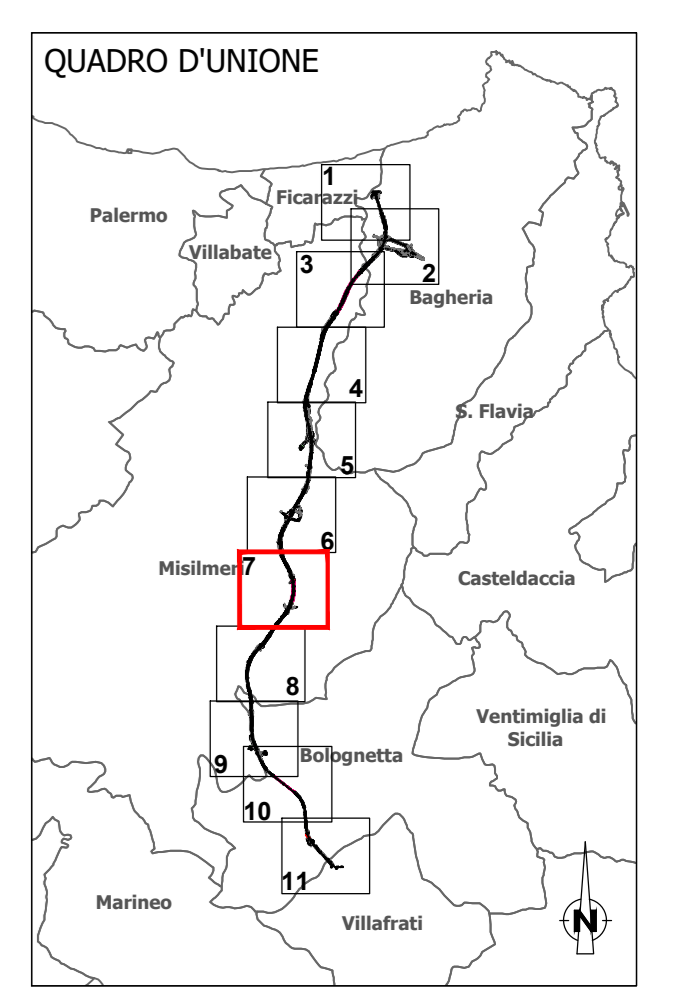 QUADRO D'UNIONE
1
Ficarazzi
Palermo
Villabate
3
2
Bagheria
4
S. Flavia
5
6
Misilmeri
7
Casteldaccia
8
Ventimiglia di
Sicilia
Bolognetta
9
10
11
Marineo
Villafrati
N